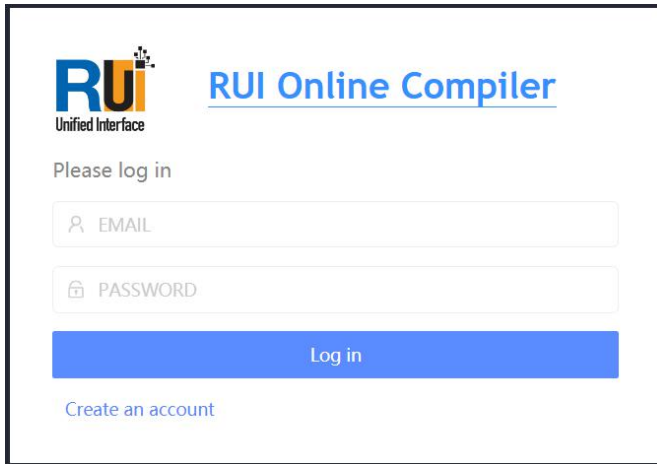 RUi
Unified Interface
RUI Online Compiler
Please log in
EMAIL
PASSWORD
Log in
Create an account